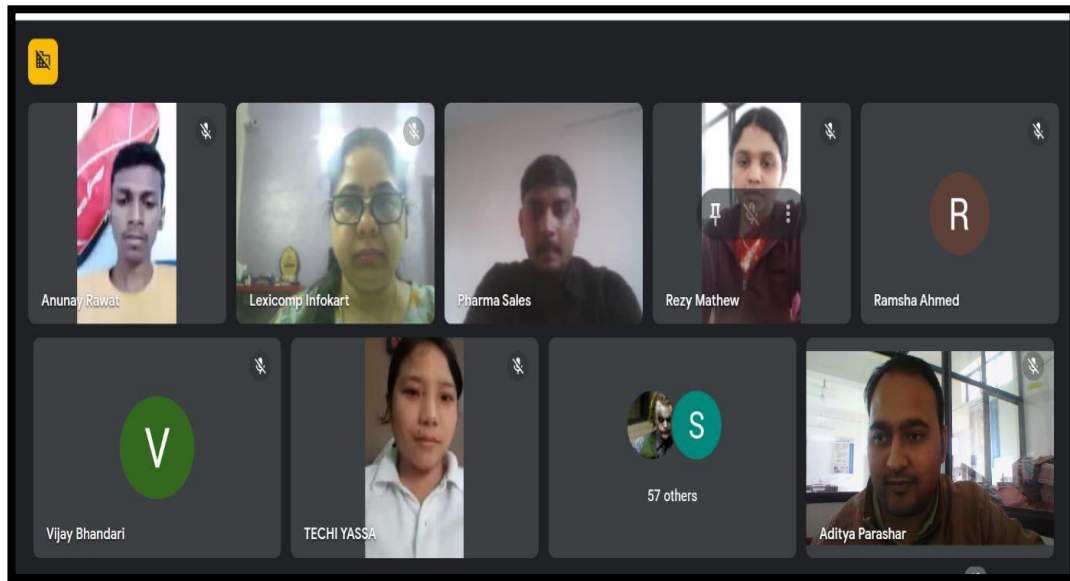 Anunay Rawat
Lexicomp Infokart
Pharma Sales
Rezy Mathew
R
Ramsha Ahmed
V
Vijay Bhandari
TECHI YASSA
S
57 others
Aditya Parashar